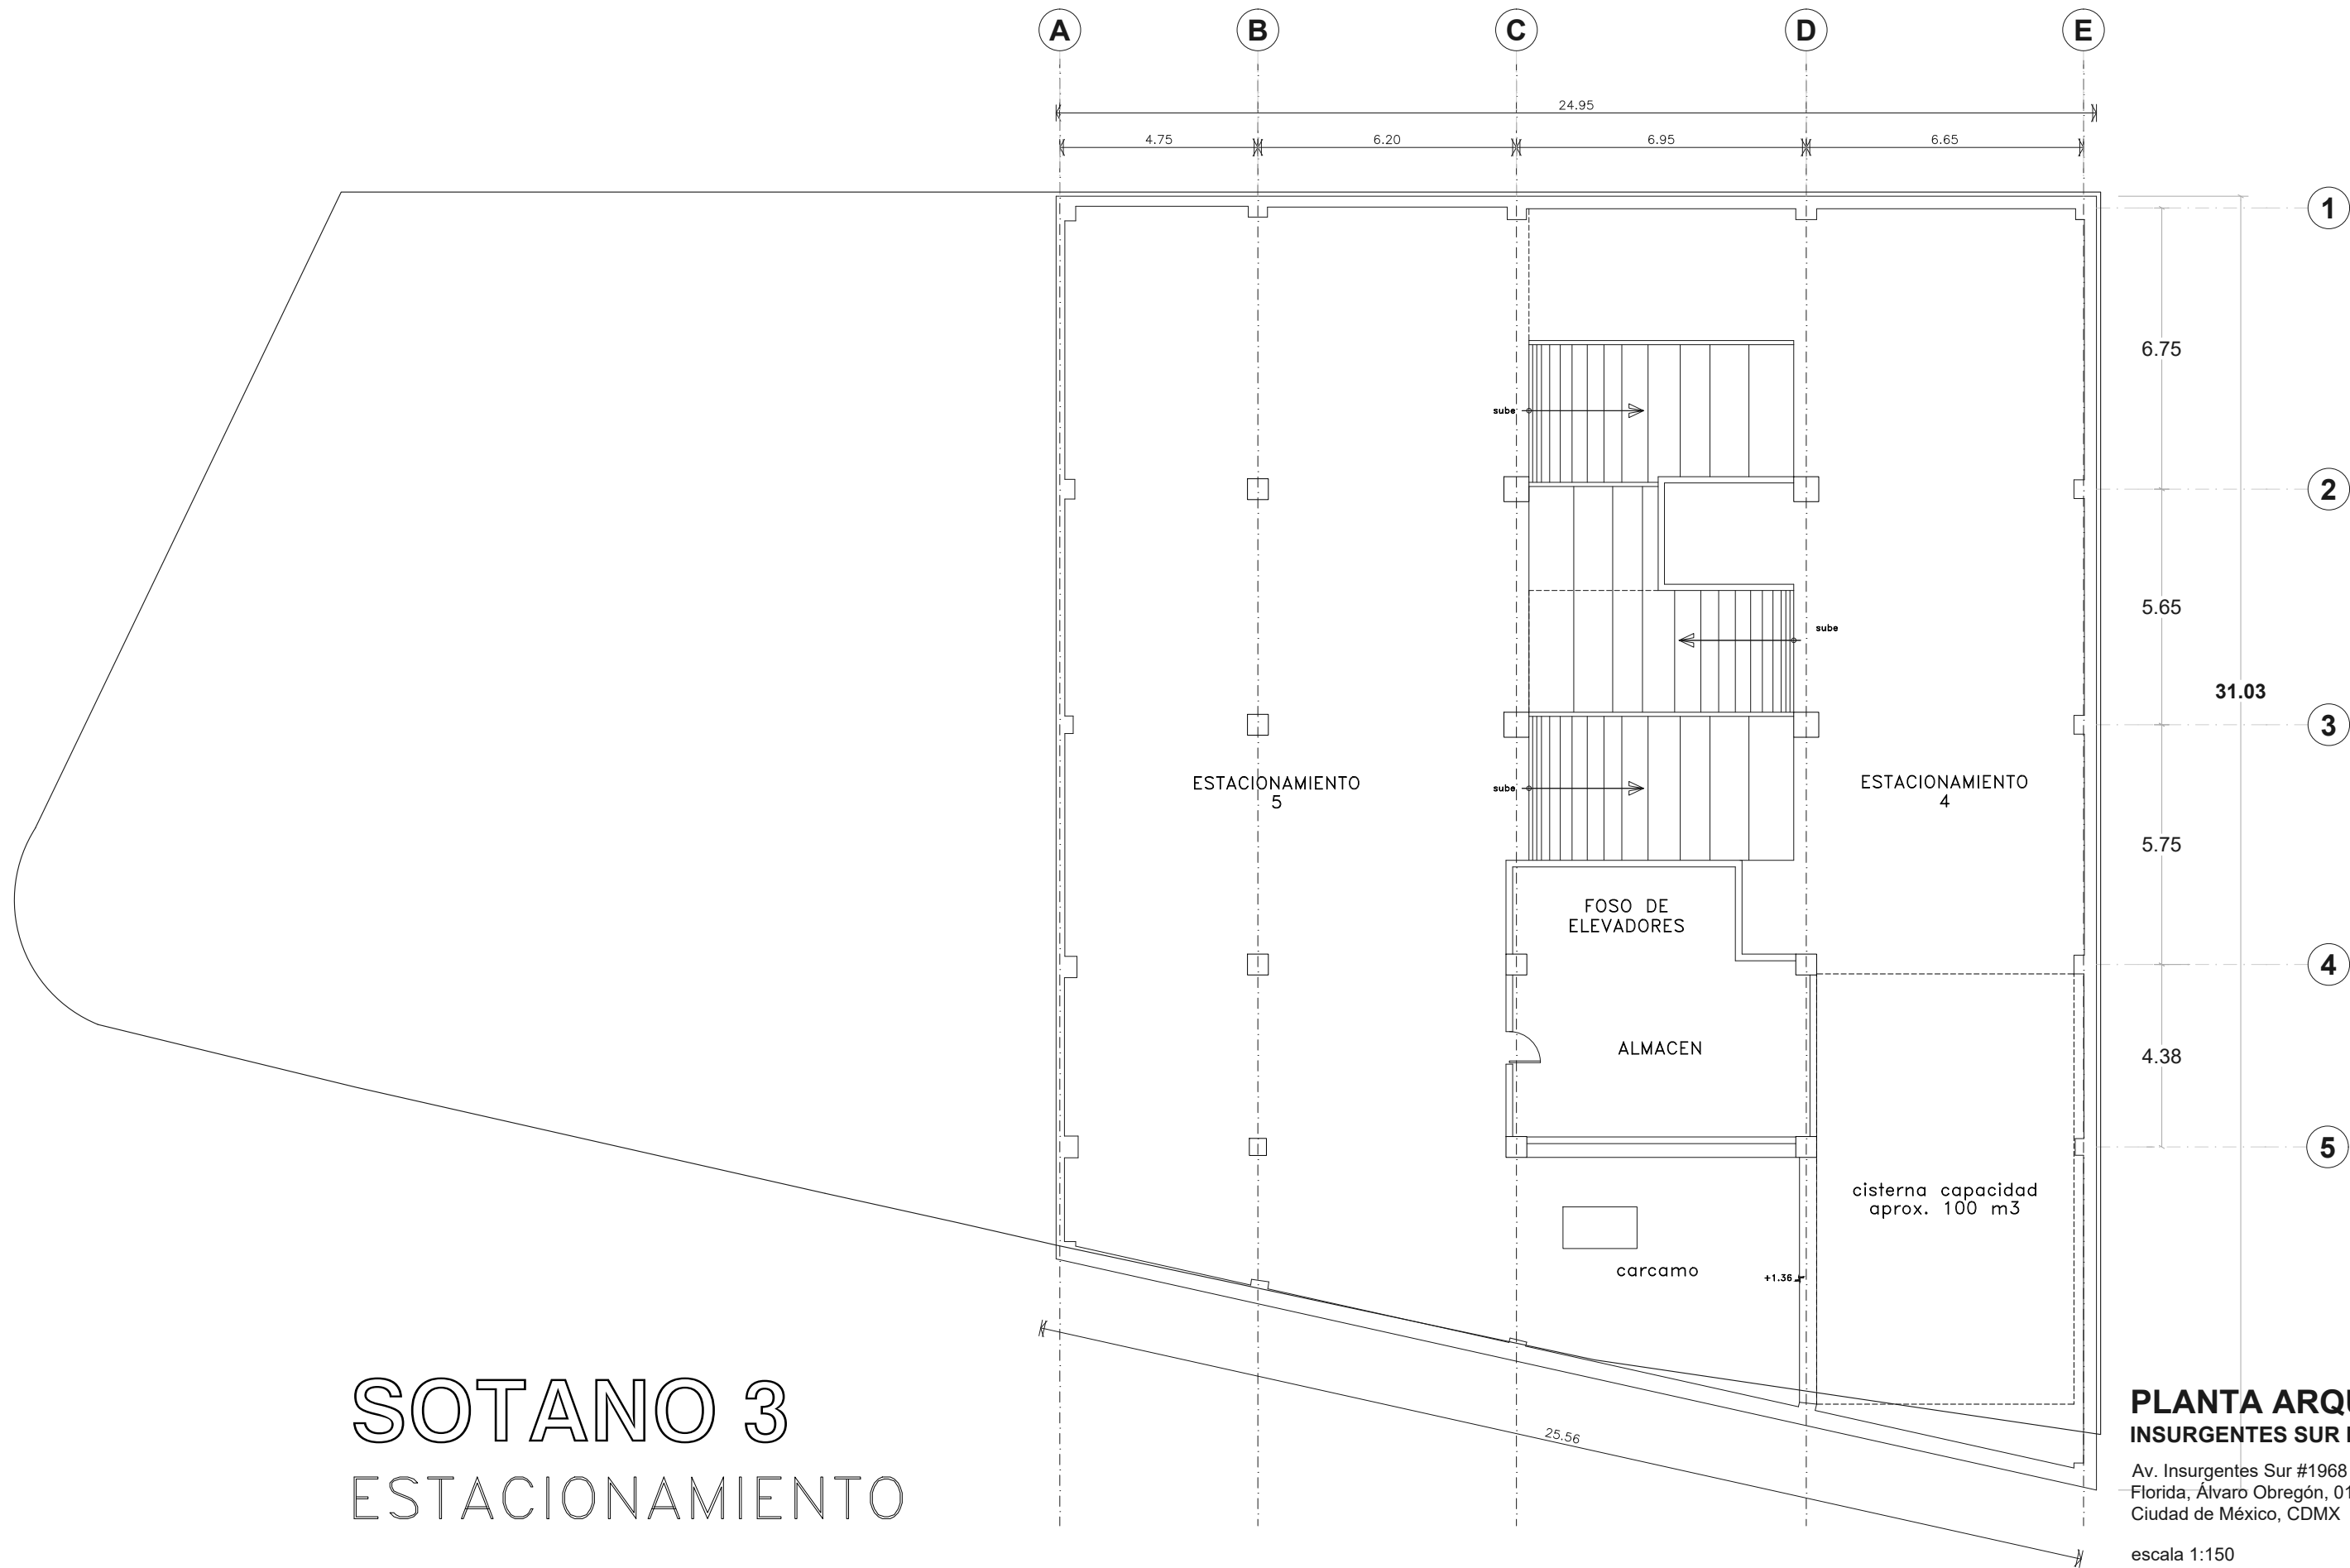 A B C D E
24.95
4.75 6.20 6.95 6.65
1
6.75
sube
2
5.65
sube
31.03
3
ESTACIONAMIENTO
5
sube
ESTACIONAMIENTO
4
5.75
FOSO DE
ELEVADORES
4
ALMACEN
4.38
5
cisterna capacidad
aprox. 100 m3
carcamo
+1.36
25.56
SOTANO 3
ESTACIONAMIENTO
PLANTA ARQU
INSURGENTES SUR
Av. Insurgentes Sur #1968
Florida, Álvaro Obregón, 01
Ciudad de México, CDMX
escala 1:150